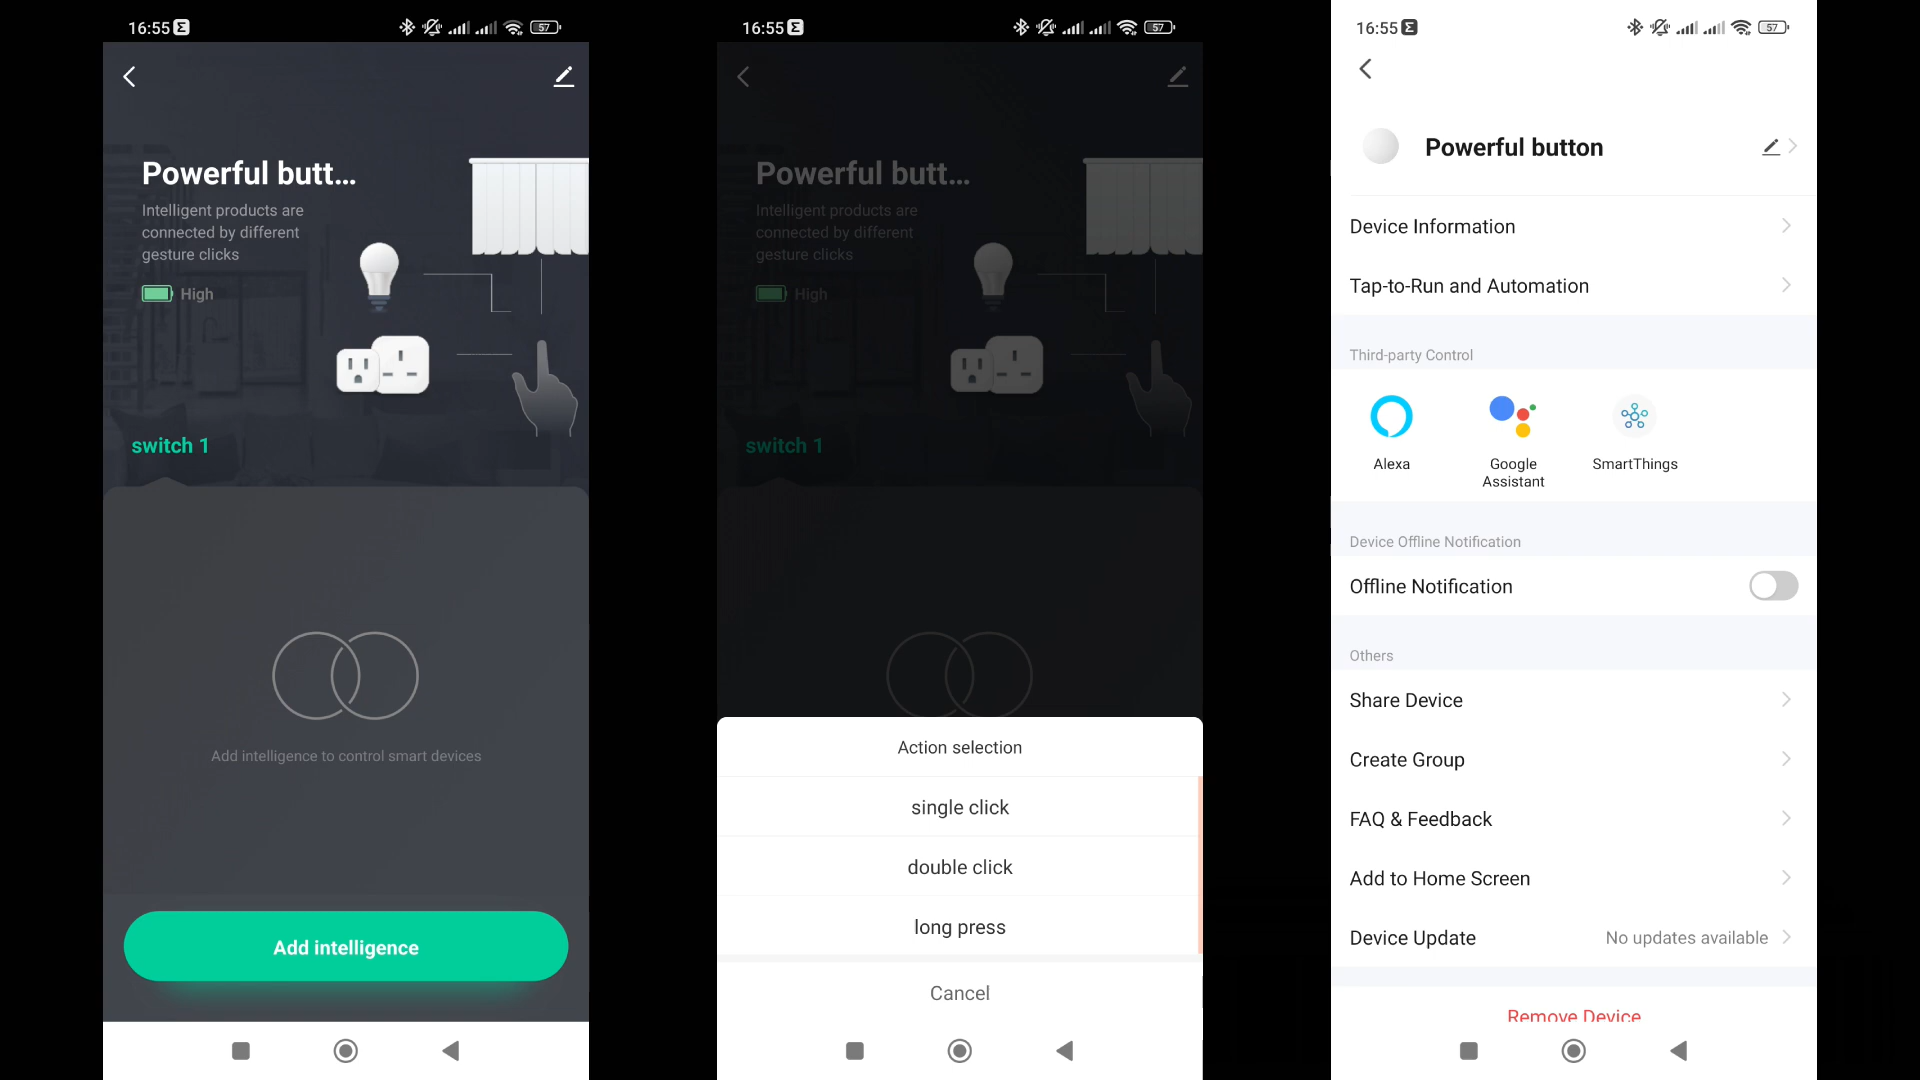 16:55
57
Powerful butt...
Intelligent products are
connected by different
gesture clicks
High
switch 1
Add intelligence to control smart devices
Add intelligence
16:55
57
Powerful butt...
Intelligent products are
connected by different
gesture clicks
High
switch 1
Action selection
single click
double click
long press
Cancel
16:55
57
Powerful button
Device Information
Tap-to-Run and Automation
Third-party Control
Alexa
Google
Assistant
SmartThings
Device Offline Notification
Offline Notification
Others
Share Device
Create Group
FAQ & Feedback
Add to Home Screen
Device Update No updates available
Remove Device